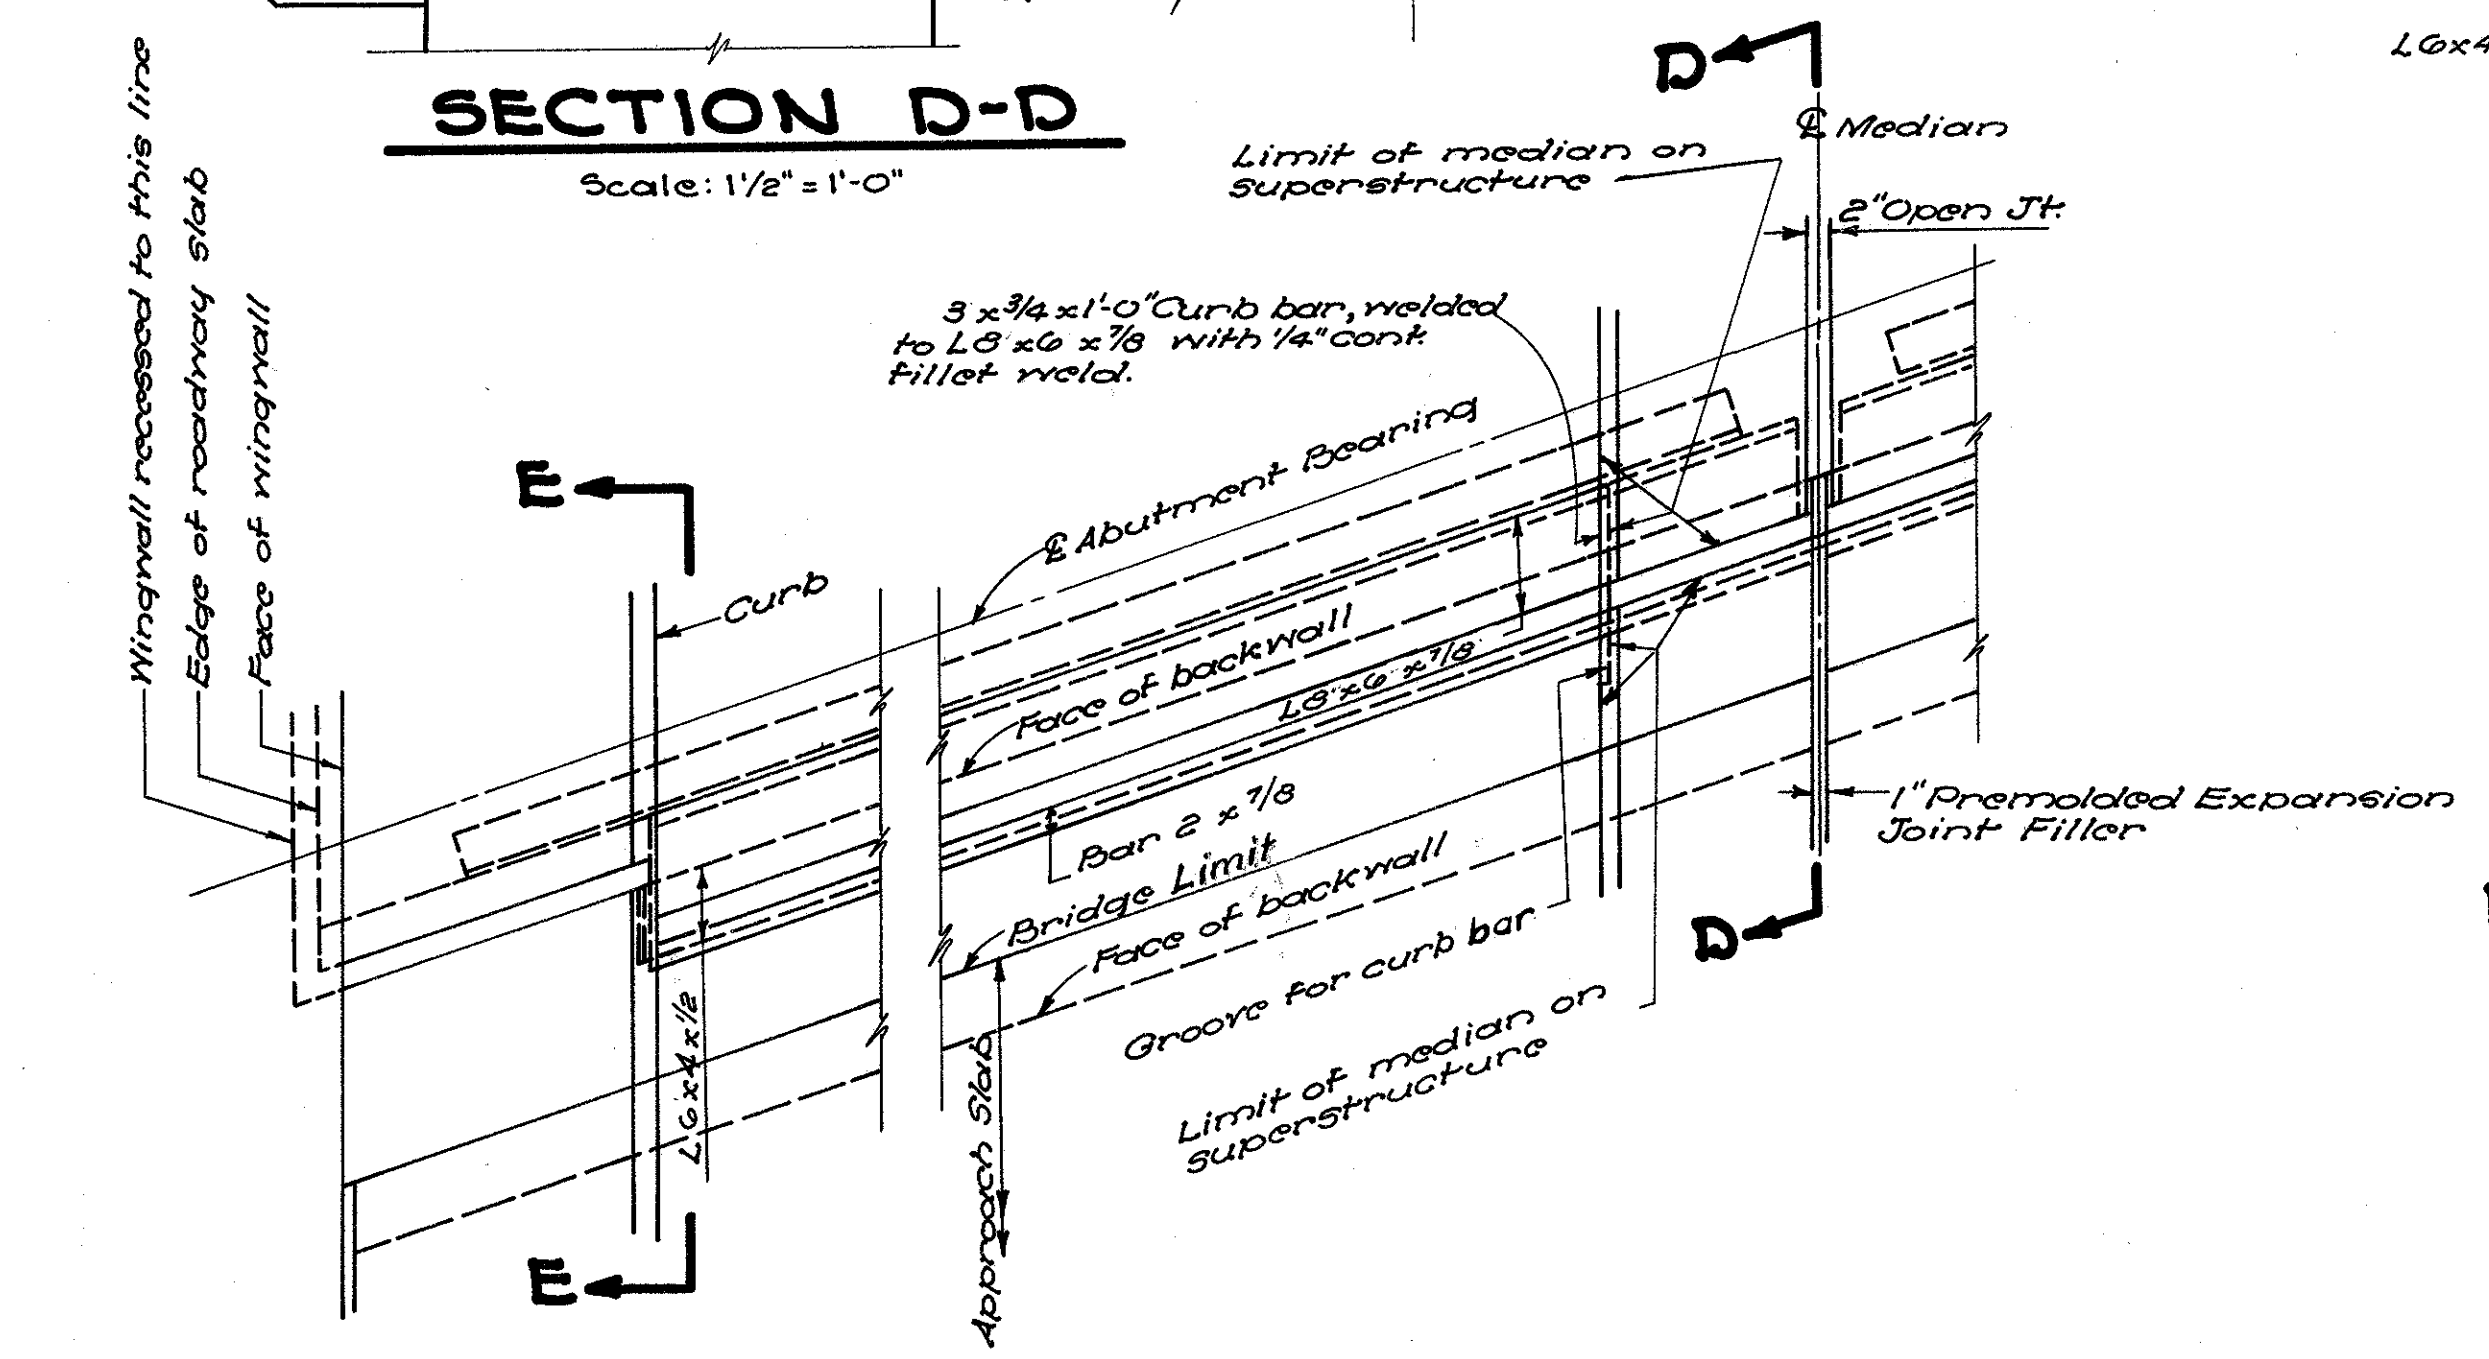 L6x4
SECTION D-D
Scale: 1 1/2" = 1'-0"
D
℄ Median
Limit of median on
superstructure
2" Open Jt.
Wingwall recessed to this line
Edge of roadway slab
Face of wingwall
3 x 3/4 x 1'-0" Curb bar, welded
to L8 x 6 x 7/8 with 1/4" cont.
fillet weld.
℄ Abutment Bearing
E
Curb
Face of backwall
L8" x 6 x 7/8
Bar 2 x 7/8
Bridge Limit
Face of backwall
1" Premolded Expansion
Joint Filler
Groove for curb bar
D
L6 x 4 x 1/2
Limit of median on
superstructure
Approach Slab
E